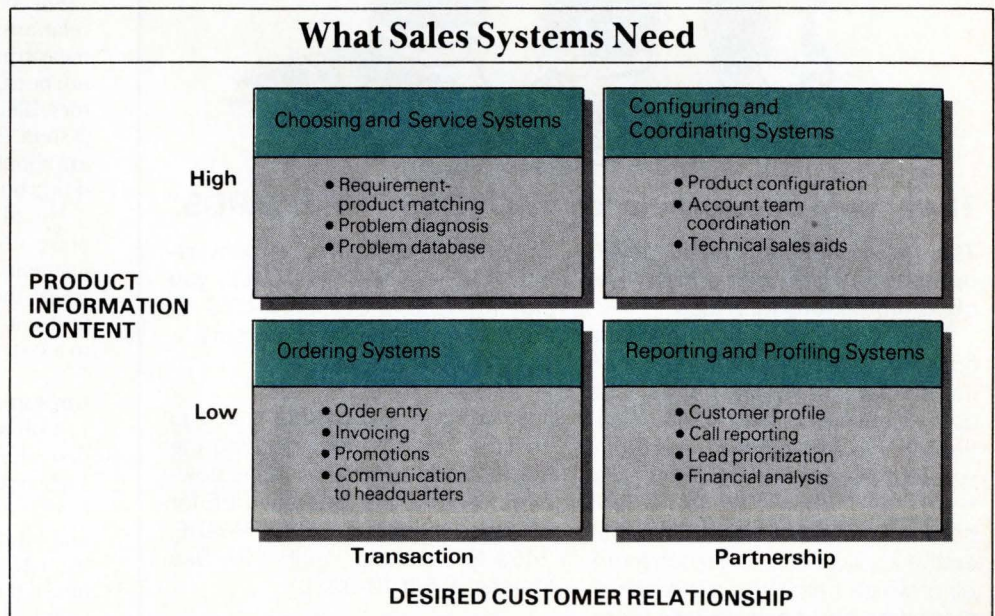 What Sales Systems Need
Choosing and Service Systems
• Requirement-
product matching
• Problem diagnosis
• Problem database
Configuring and
Coordinating Systems
• Product configuration
• Account team
coordination
• Technical sales aids
High
PRODUCT
INFORMATION
CONTENT
Ordering Systems
• Order entry
• Invoicing
• Promotions
• Communication
to headquarters
Reporting and Profiling Systems
• Customer profile
• Call reporting
• Lead prioritization
• Financial analysis
Low
Transaction
Partnership
DESIRED CUSTOMER RELATIONSHIP